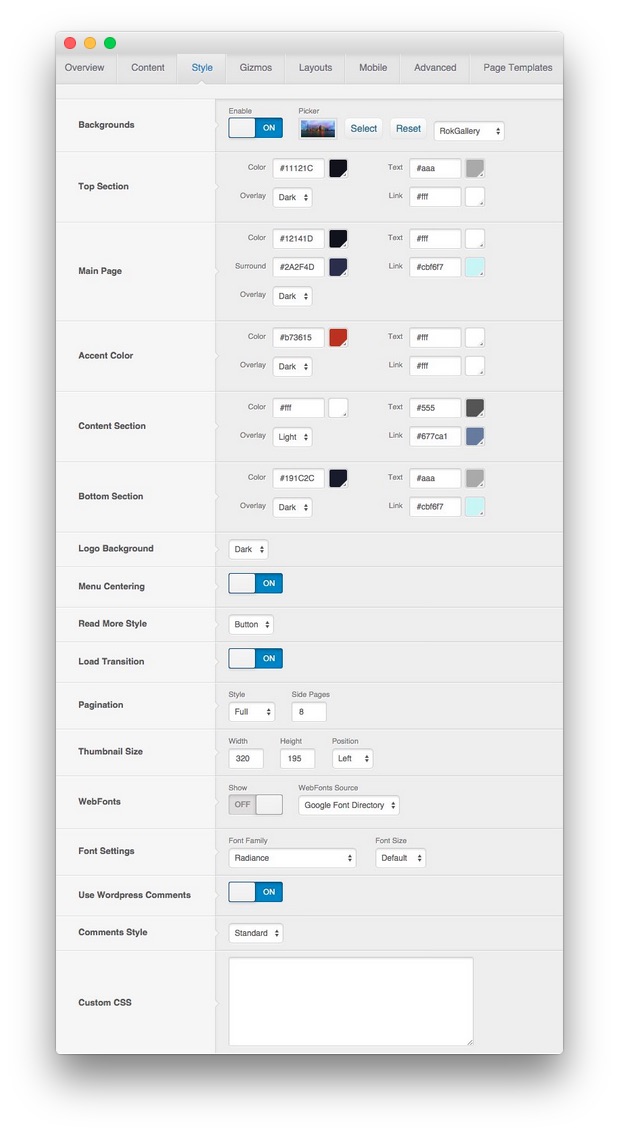 Overview Content Style Gizmos Layouts Mobile Advanced Page Templates
Enable Picker
Backgrounds ON Select Reset RokGallery
Color #11121C Text #aaa
Top Section
Overlay Dark Link #fff
Color #12141D Text #fff
Main Page Surround #2A2F4D Link #cbf6f7
Overlay Dark
Color #b73615 Text #fff
Accent Color
Overlay Dark Link #fff
Color #fff Text #555
Content Section
Overlay Light Link #677ca1
Color #191C2C Text #aaa
Bottom Section
Overlay Dark Link #cbf6f7
Logo Background Dark
Menu Centering ON
Read More Style Button
Load Transition ON
Style Side Pages
Pagination Full 8
Width Height Position
Thumbnail Size 320 195 Left
Show WebFonts Source
WebFonts OFF Google Font Directory
Font Family Font Size
Font Settings Radiance Default
Use Wordpress Comments ON
Comments Style Standard
Custom CSS